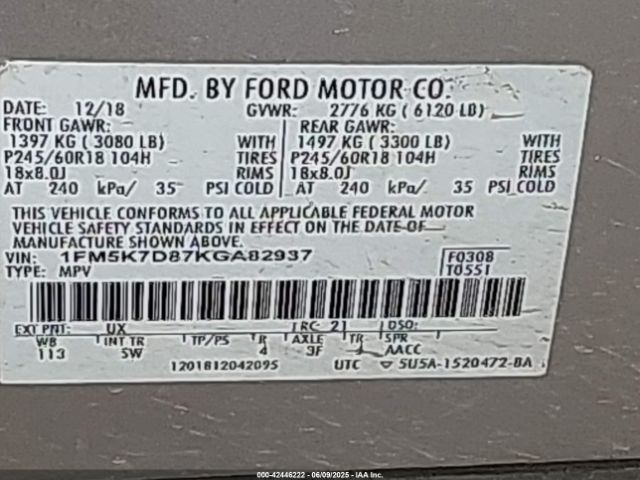 MFD. BY FORD MOTOR CO.
DATE: 12/18 GVWR: 2776 KG ( 6120 LB)
FRONT GAWR: REAR GAWR:
1397 KG ( 3080 LB) WITH 1497 KG ( 3300 LB) WITH
P245/60R18 104H TIRES P245/60R18 104H TIRES
18x8.0J RIMS 18x8.0J RIMS
AT 240 kPa/ 35 PSI COLD AT 240 kPa/ 35 PSI COLD
THIS VEHICLE CONFORMS TO ALL APPLICABLE FEDERAL MOTOR
VEHICLE SAFETY STANDARDS IN EFFECT ON THE DATE OF
MANUFACTURE SHOWN ABOVE.
VIN: 1FM5K7D87KGA82937 F0308
TYPE: MPV T0551
EXT PNT: UX RC: 21 DSO:
WB INT TR TP/PS R AXLE TR SPR
113 5W 4 3F AACC
1201812042095 UTC 5U5A-1520472-BA
000-42446222 - 06/09/2025 - IAAI Inc.